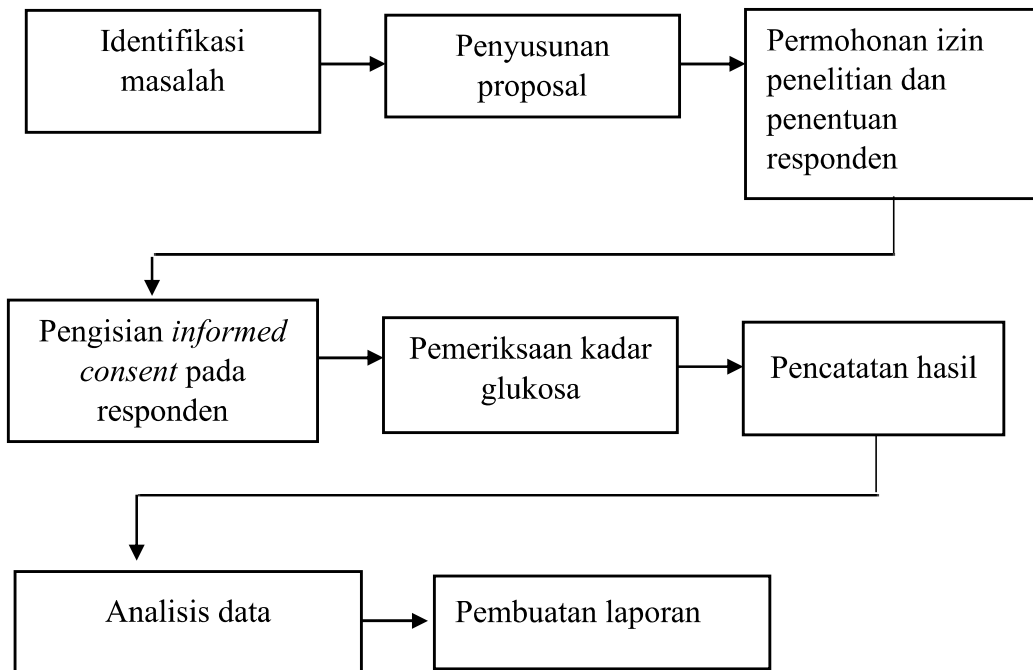 Identifikasi
masalah
Penyusunan
proposal
Permohonan izin
penelitian dan
penentuan
responden
Pengisian informed
consent pada
responden
Pemeriksaan kadar
glukosa
Pencatatan hasil
Analisis data
Pembuatan laporan